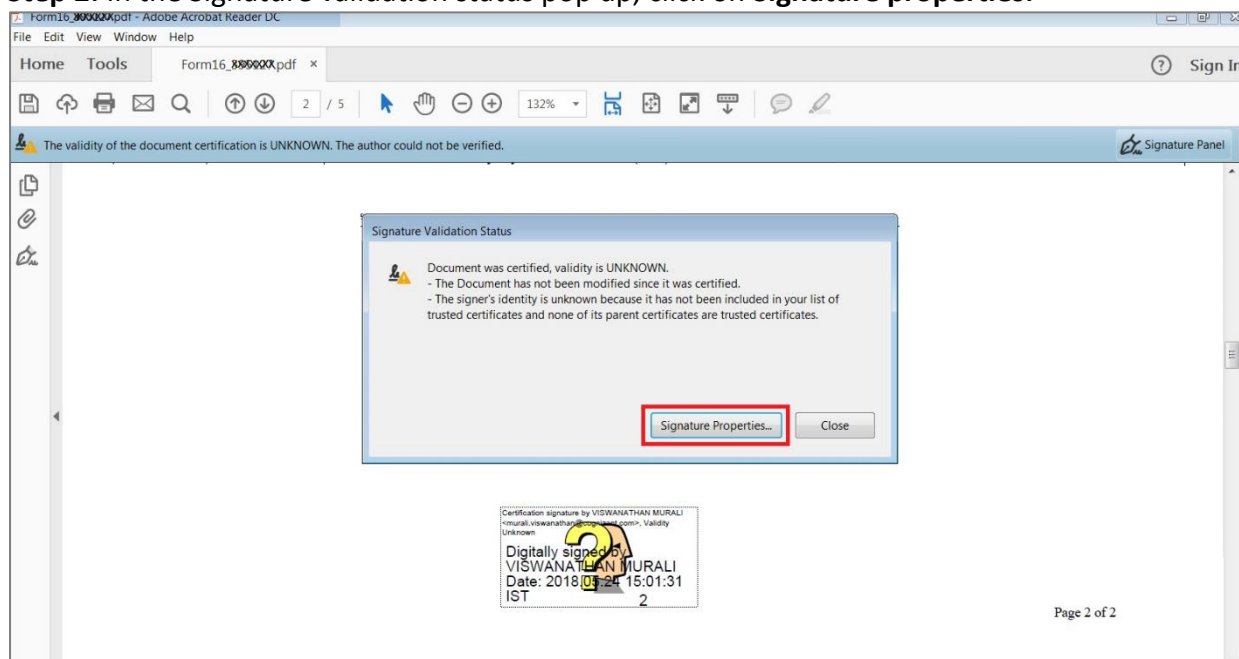 Step 2: In the Signature Validation status pop-up, click on Signature properties.
pdf - Adobe Acrobat Reader DC
File Edit View Window Help
Home Tools Form16_ .pdf × Sign In
2 / 5 132%
The validity of the document certification is UNKNOWN. The author could not be verified. Signature Panel
Signature Validation Status
Document was certified, validity is UNKNOWN.
- The Document has not been modified since it was certified.
- The signer's identity is unknown because it has not been included in your list of
trusted certificates and none of its parent certificates are trusted certificates.
Signature Properties... Close
Certification signature by VISWANATHAN MURALI
<murali.viswanathan@cognizant.com>, Validity
Unknown
Digitally signed by
VISWANATHAN MURALI
Date: 2018.05.24 15:01:31
IST 2
Page 2 of 2